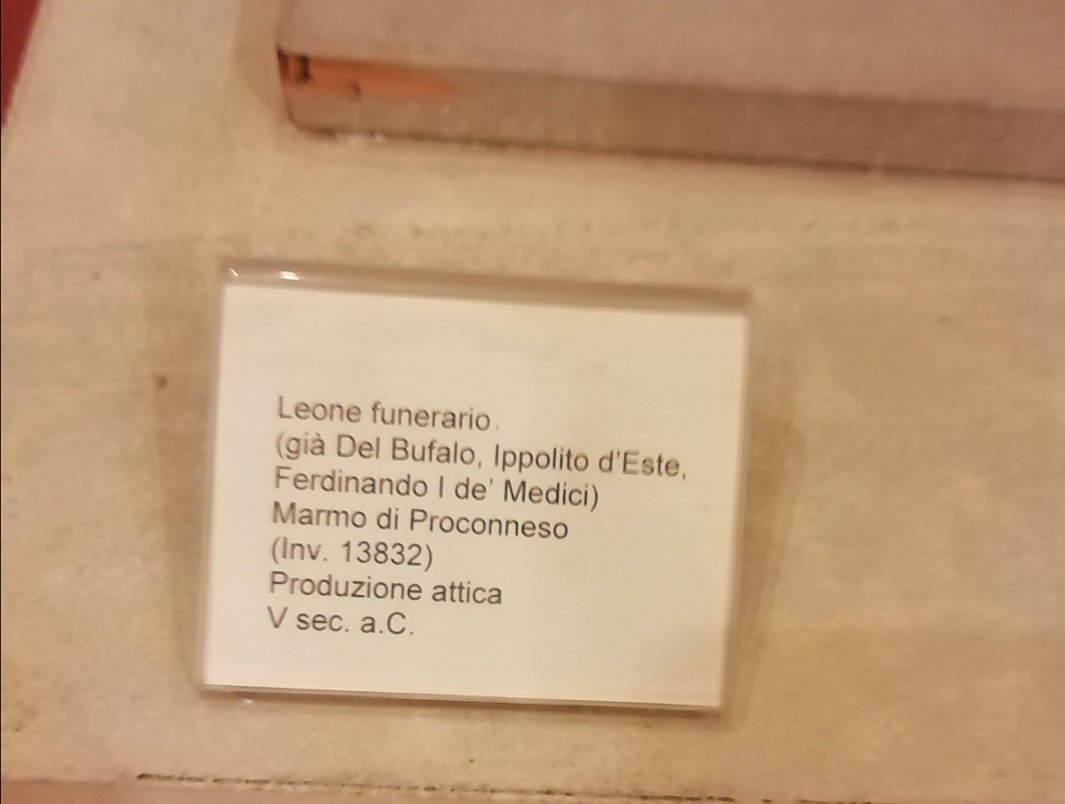 Leone funerario.
(già Del Bufalo, Ippolito d'Este,
Ferdinando I de' Medici)
Marmo di Proconneso
(Inv. 13832)
Produzione attica
V sec. a.C.